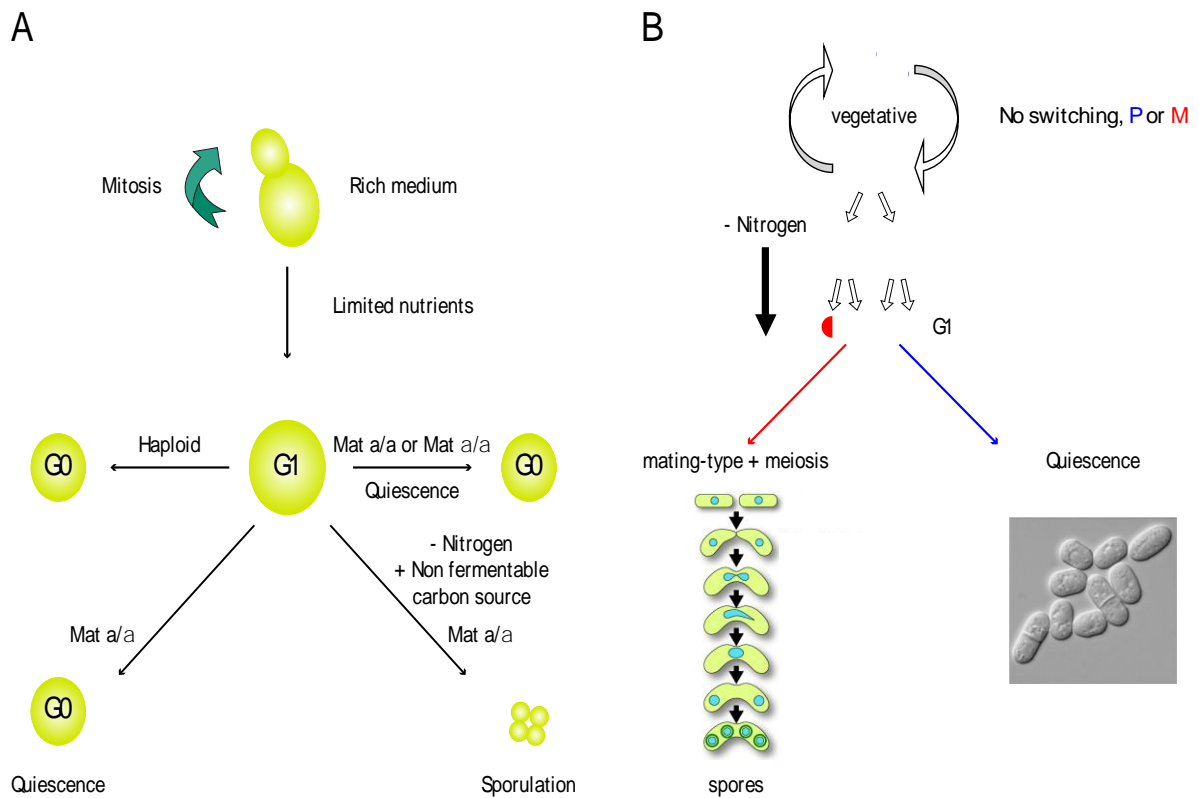 A
Mitosis
Rich medium
Limited nutrients
G0
Haploid
G1
Mat a/a or Mat a/a
Quiescence
G0
- Nitrogen
+ Non fermentable
carbon source
Mat a/a
Mat a/a
G0
Quiescence
Sporulation
B
vegetative
No switching, P or M
- Nitrogen
G1
mating-type + meiosis
Quiescence
spores